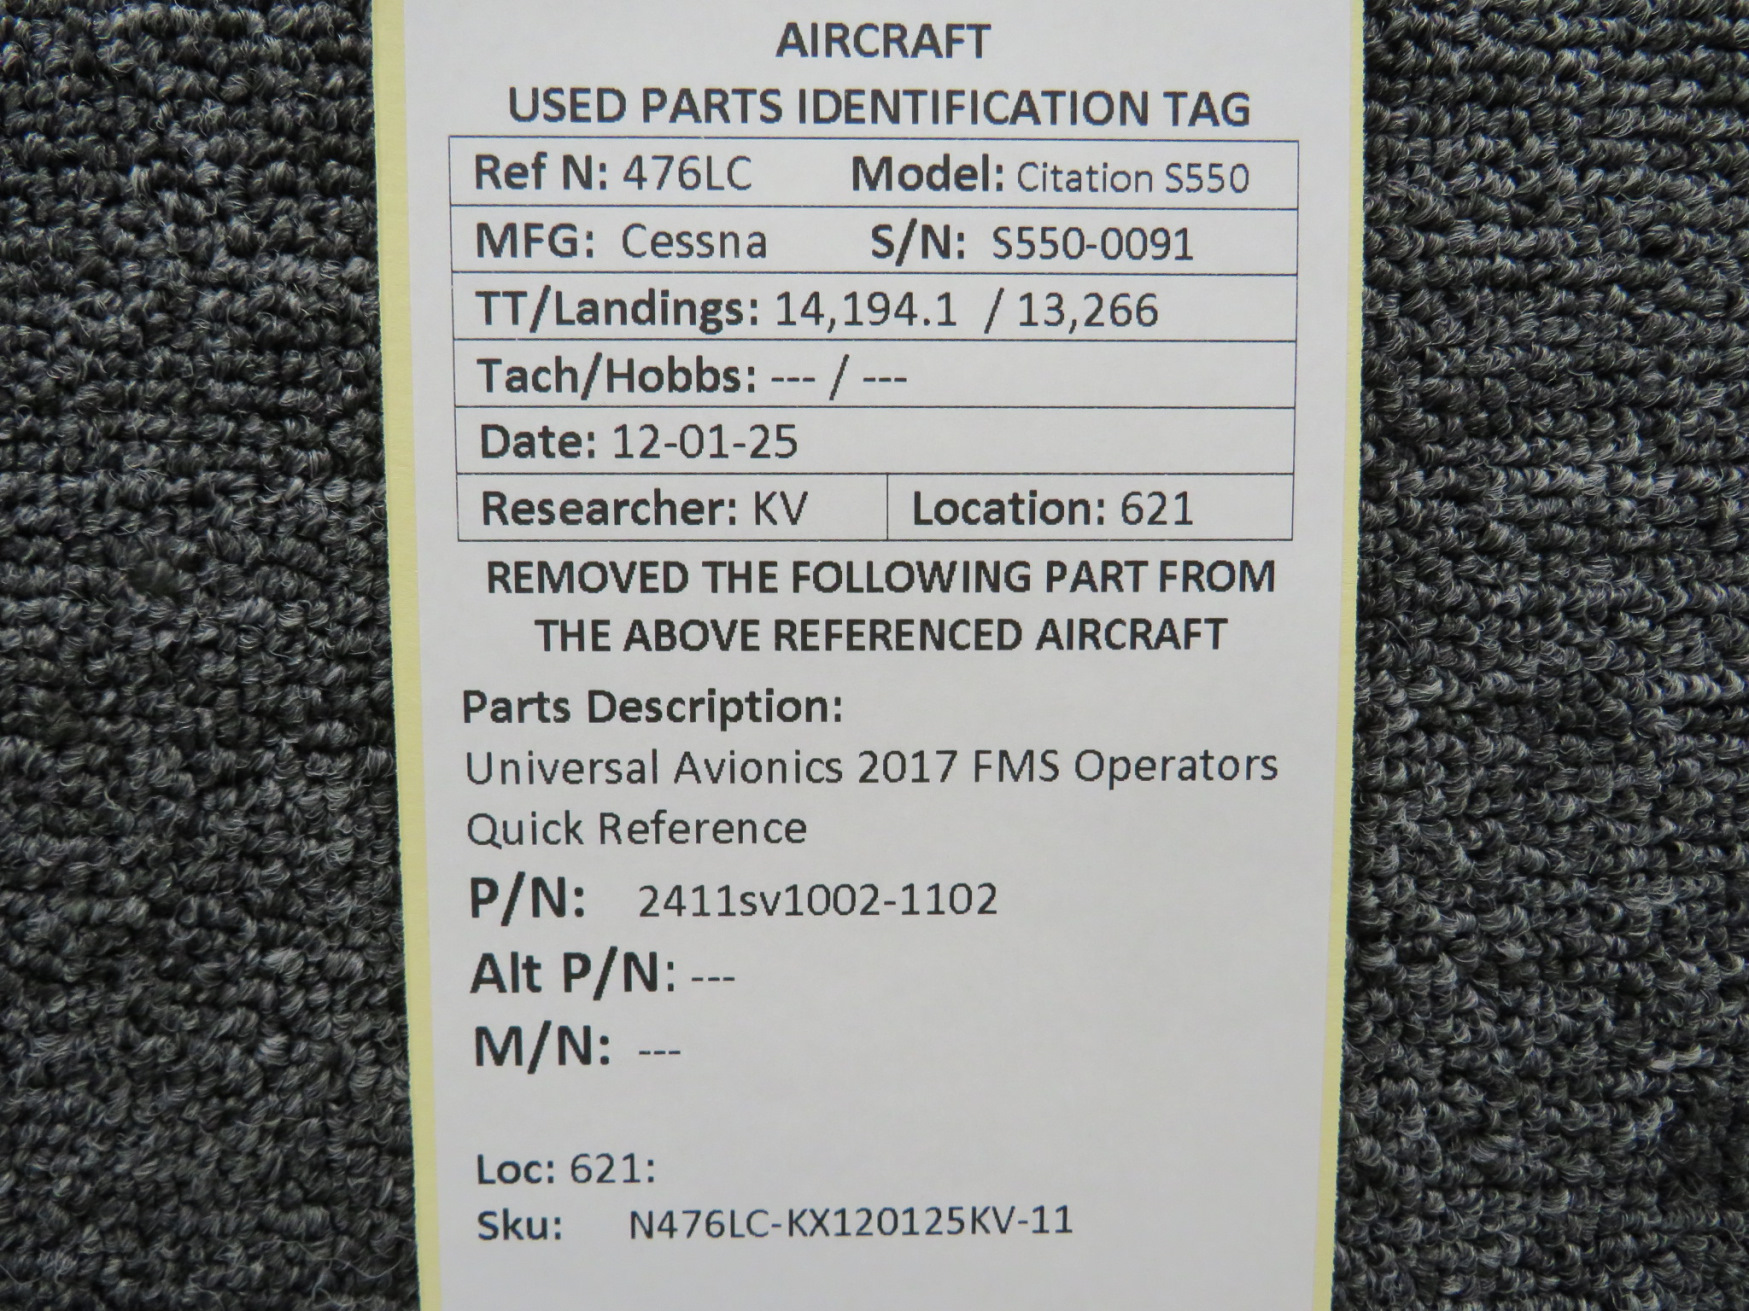 AIRCRAFT
USED PARTS IDENTIFICATION TAG
Ref N: 476LC Model: Citation S550
MFG: Cessna S/N: S550-0091
TT/Landings: 14,194.1 / 13,266
Tach/Hobbs: --- / ---
Date: 12-01-25
Researcher: KV Location: 621
REMOVED THE FOLLOWING PART FROM
THE ABOVE REFERENCED AIRCRAFT
Parts Description:
Universal Avionics 2017 FMS Operators
Quick Reference
P/N: 2411sv1002-1102
Alt P/N: ---
M/N: ---
Loc: 621:
Sku: N476LC-KX120125KV-11